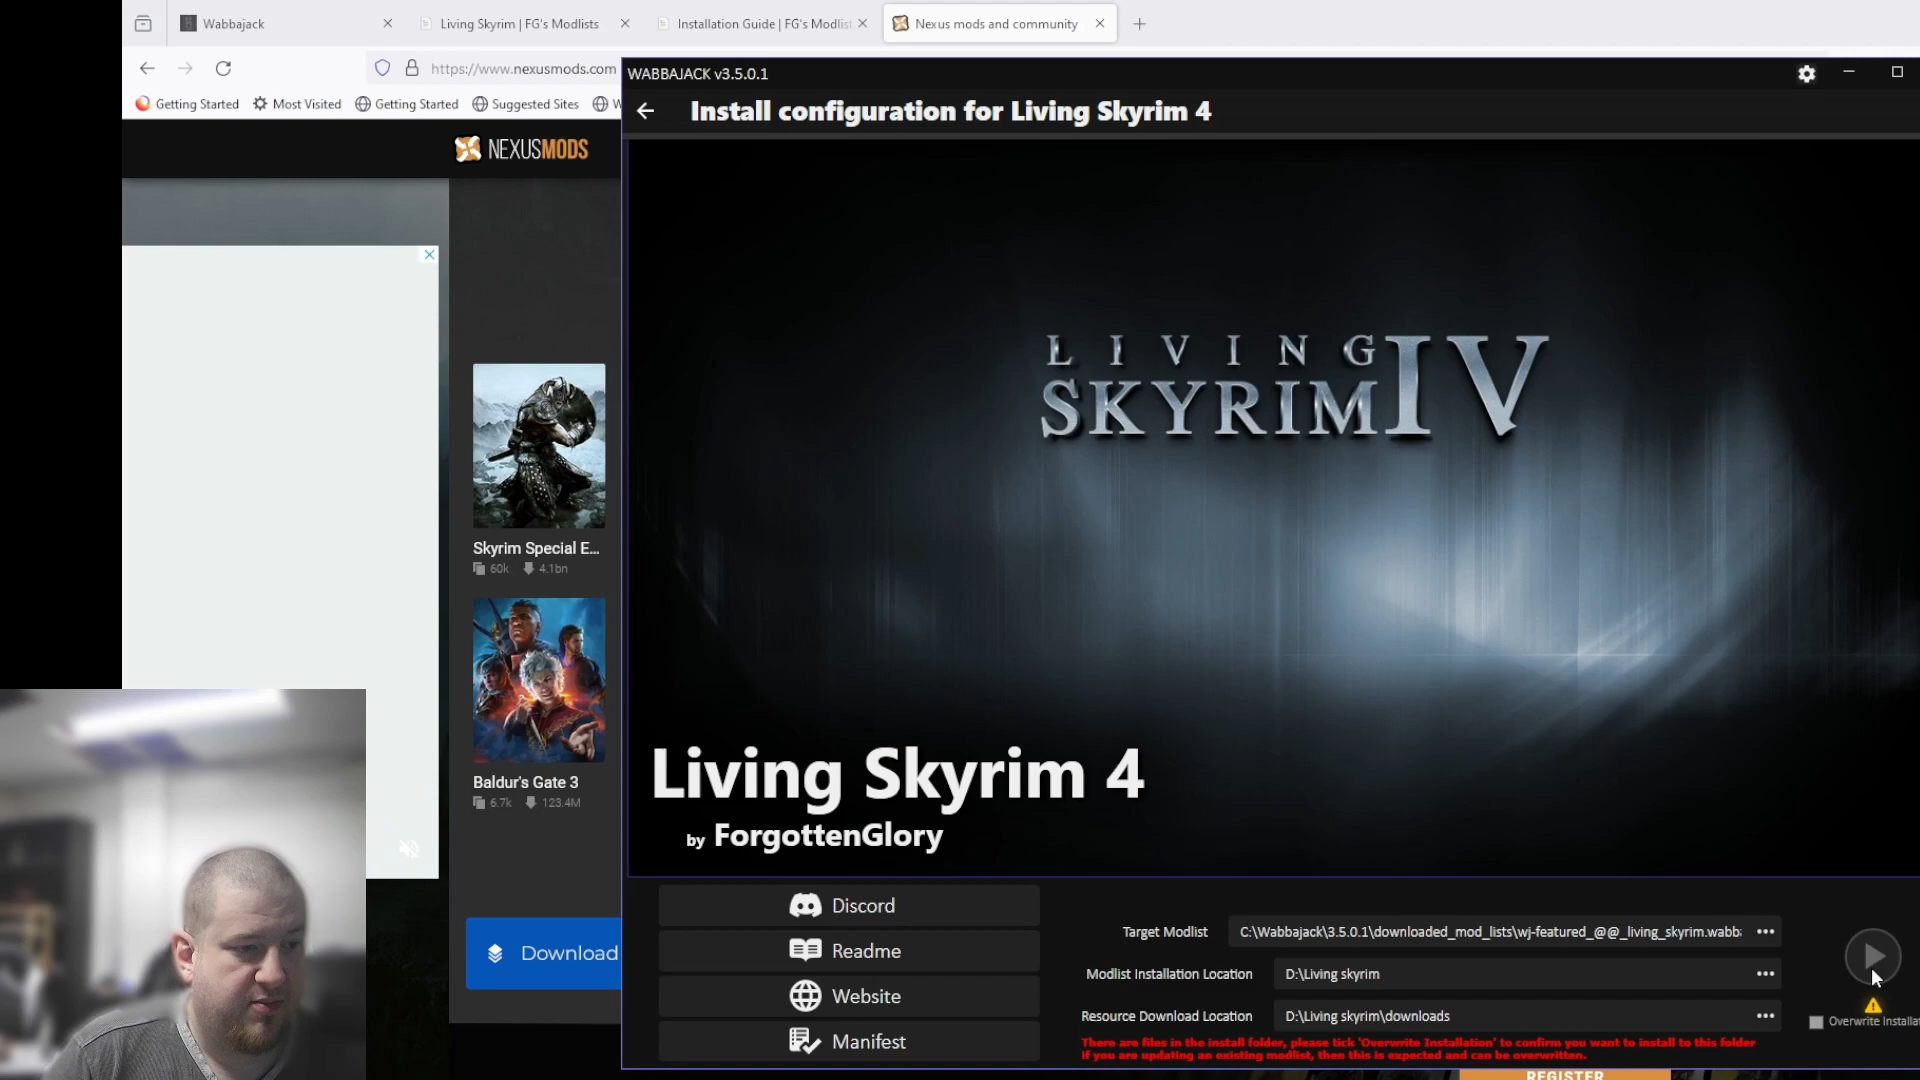 Wabbajack
Living Skyrim | FG's Modlists
Installation Guide | FG's Modlist
Nexus mods and community
https://www.nexusmods.com
Getting Started
Most Visited
Getting Started
Suggested Sites
W
WABBAJACK v3.5.0.1
Install configuration for Living Skyrim 4
NEXUSMODS
LIVING
SKYRIM IV
Skyrim Special E...
60k 4.1bn
Baldur's Gate 3
6.7k 123.4M
Download
Living Skyrim 4
by ForgottenGlory
Discord
Readme
Website
Manifest
Target Modlist
C:\Wabbajack\3.5.0.1\downloaded_mod_lists\wj-featured_@@_living_skyrim.wabb
Modlist Installation Location
D:\Living skyrim
Resource Download Location
D:\Living skyrim\downloads
Overwrite Installat
There are files in the install folder, please tick 'Overwrite Installation' to confirm you want to install to this folder
if you are updating an existing modlist, then this is expected and can be overwritten.
REGISTER